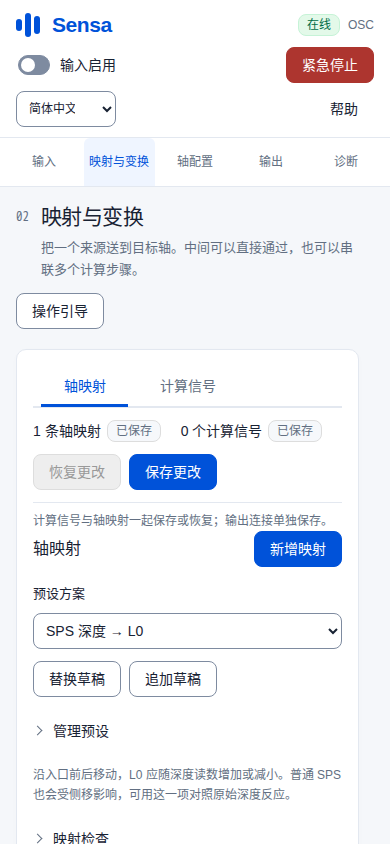 Sensa
在线 OSC
输入启用
紧急停止
简体中文
帮助
输入 映射与变换 轴配置 输出 诊断
02 映射与变换
把一个来源送到目标轴。中间可以直接通过，也可以串
联多个计算步骤。
操作引导
轴映射 计算信号
1 条轴映射 已保存 0 个计算信号 已保存
恢复更改 保存更改
计算信号与轴映射一起保存或恢复；输出连接单独保存。
轴映射 新增映射
预设方案
SPS 深度 → L0
替换草稿 追加草稿
管理预设
沿入口前后移动，L0 应随深度读数增加或减小。普通 SPS
也会受侧移影响，可用这一项对照原始深度反应。
映射检查